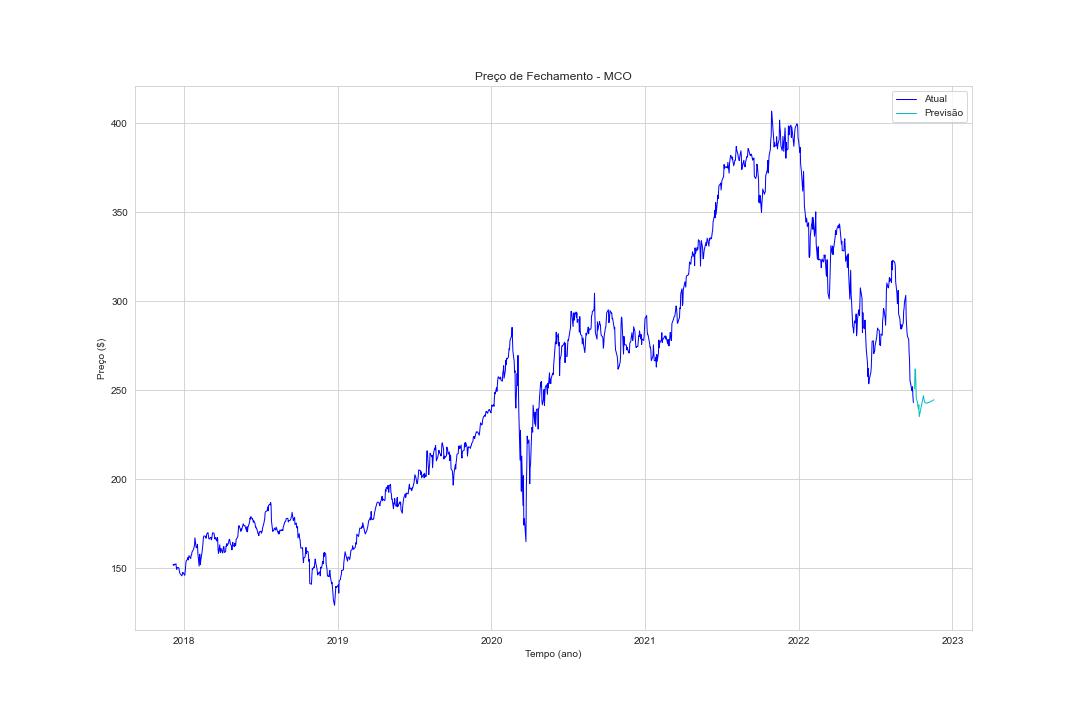 Preço de Fechamento - MCO
Atual
Previsão
400
350
300
250
200
150
Preço ($)
2018 2019 2020 2021 2022 2023
Tempo (ano)